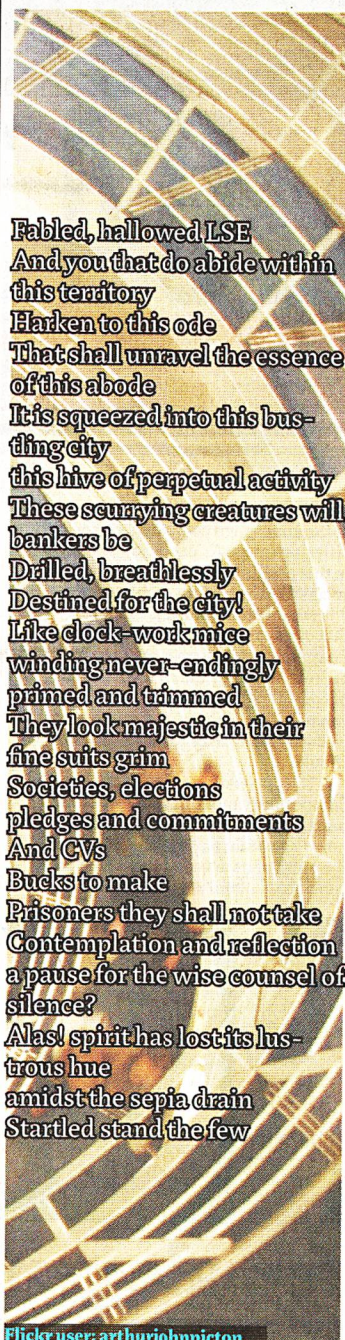 Fabled, hallowed LSE
And you that do abide within
this territory
Harken to this ode
That shall unravel the essence
of this abode
It is squeezed into this bus-
tling city
this hive of perpetual activity
These scurrying creatures will
bankers be
Drilled, breathlessly
Destined for the city!
Like clock-work mice
winding never-endingly
primed and trimmed
They look majestic in their
fine suits grim
Societies, elections
pledges and commitments
And CVs
Bucks to make
Prisoners they shall not take
Contemplation and reflection
a pause for the wise counsel of
silence?
Alas! spirit has lost its lus-
trous hue
amidst the sepia drain
Startled stand the few
Flickr user: arthurjohnpicton